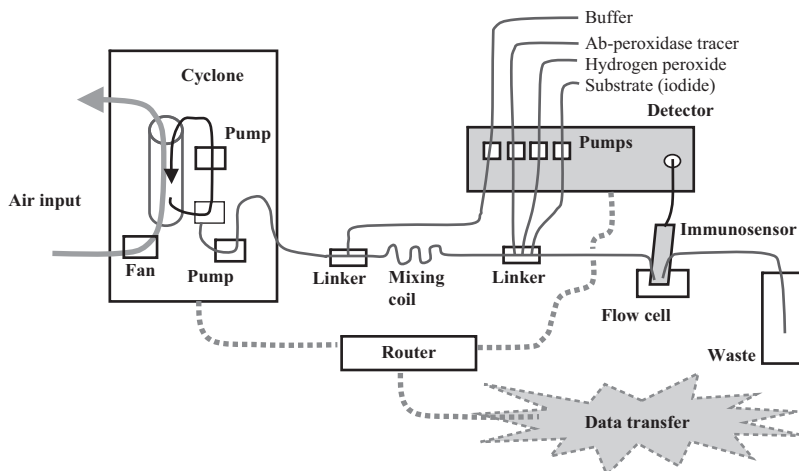 Buffer
Ab-peroxidase tracer
Hydrogen peroxide
Substrate (iodide)
Detector
Cyclone
Pump
Pumps
Air input
Immunosensor
Fan
Pump
Linker
Mixing
coil
Linker
Flow cell
Router
Waste
Data transfer